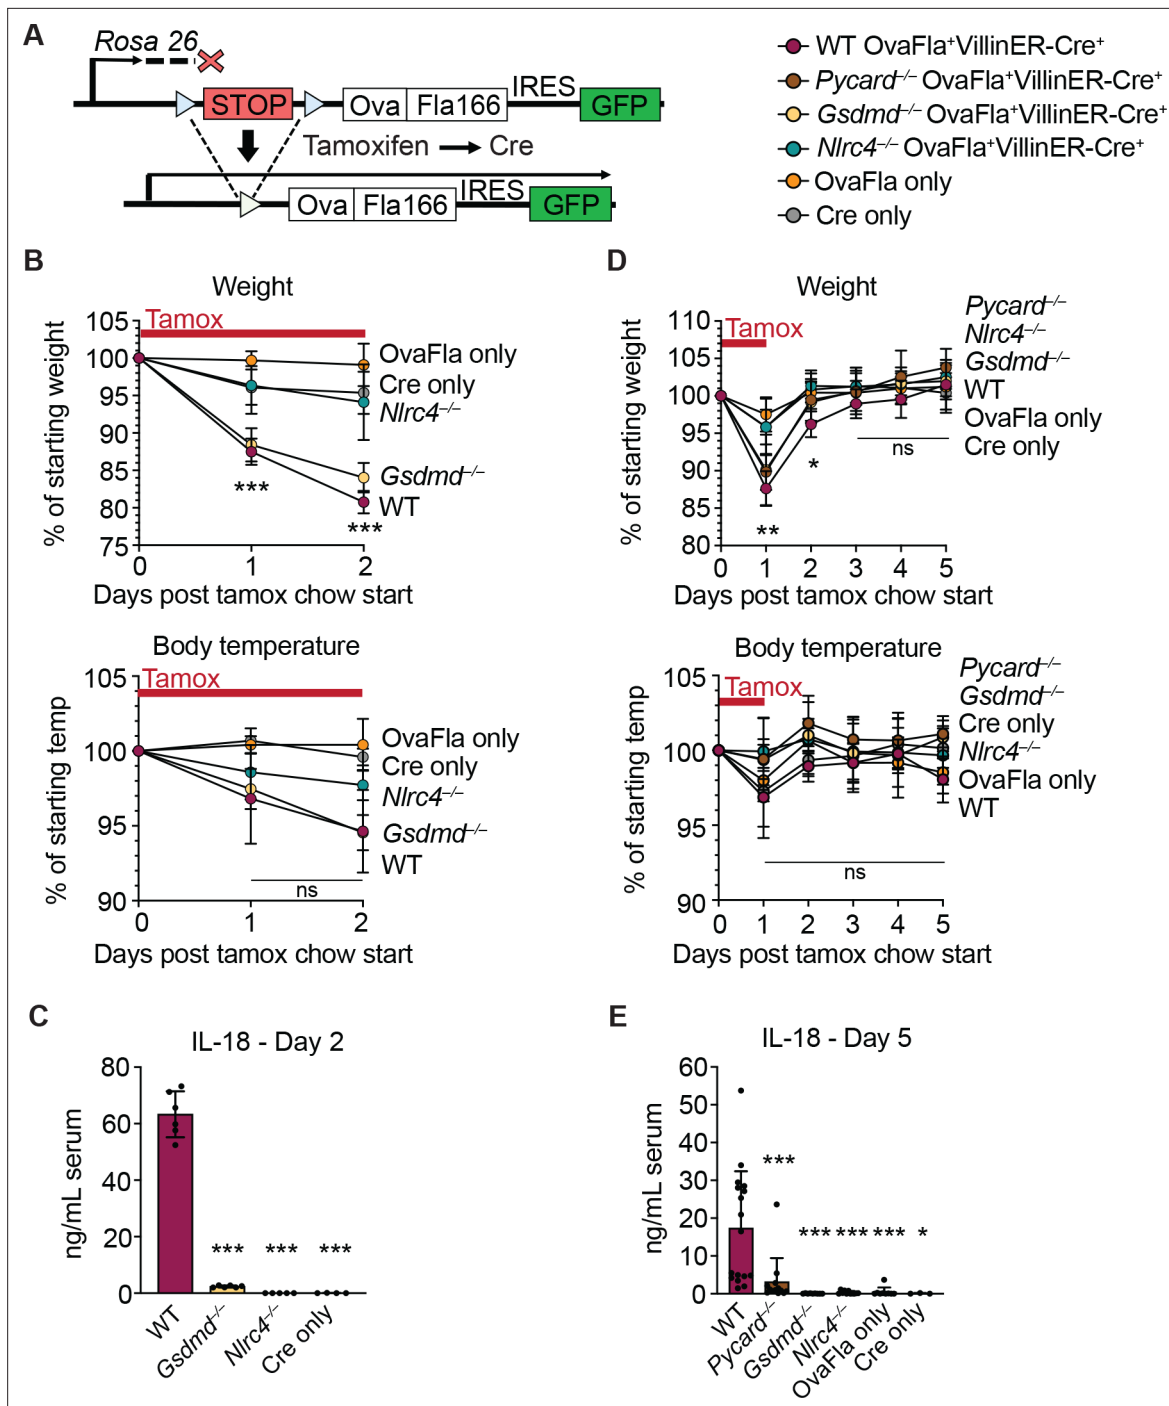 A
Rosa 26
STOP
Ova
Fla166
IRES
GFP
Tamoxifen
Cre
Ova
Fla166
IRES
GFP
WT OvaFla⁺VillinER-Cre⁺
Pycard⁻/⁻ OvaFla⁺VillinER-Cre⁺
Gsdmd⁻/⁻ OvaFla⁺VillinER-Cre⁺
Nlrc4⁻/⁻ OvaFla⁺VillinER-Cre⁺
OvaFla only
Cre only
B
Weight
Tamox
% of starting weight
105
100
95
90
85
80
75
OvaFla only
Cre only
Nlrc4⁻/⁻
Gsdmd⁻/⁻
WT
***
***
0 1 2
Days post tamox chow start
Body temperature
Tamox
% of starting temp
105
100
95
90
OvaFla only
Cre only
Nlrc4⁻/⁻
Gsdmd⁻/⁻
WT
ns
0 1 2
Days post tamox chow start
D
Weight
Tamox
% of starting weight
110
105
100
95
90
85
80
Pycard⁻/⁻
Nlrc4⁻/⁻
Gsdmd⁻/⁻
WT
OvaFla only
Cre only
ns
*
**
0 1 2 3 4 5
Days post tamox chow start
Body temperature
Tamox
% of starting temp
105
100
95
90
Pycard⁻/⁻
Gsdmd⁻/⁻
Cre only
Nlrc4⁻/⁻
OvaFla only
WT
ns
0 1 2 3 4 5
Days post tamox chow start
C
IL-18 - Day 2
ng/mL serum
80
60
40
20
0
*** *** ***
WT
Gsdmd⁻/⁻
Nlrc4⁻/⁻
Cre only
E
IL-18 - Day 5
ng/mL serum
60
50
40
30
20
10
0
***
*** *** *** *
WT
Pycard⁻/⁻
Gsdmd⁻/⁻
Nlrc4⁻/⁻
OvaFla only
Cre only